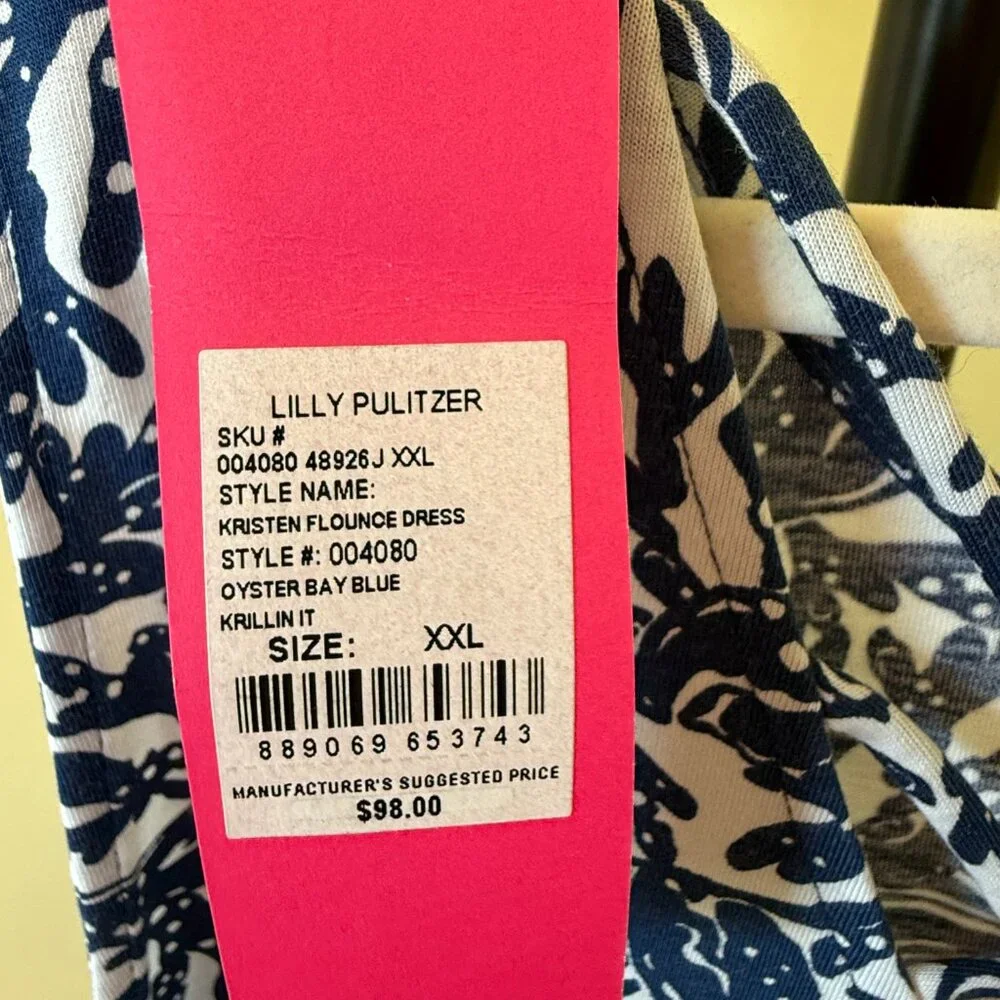 LILLY PULITZER
SKU #
004080 48926J XXL
STYLE NAME:
KRISTEN FLOUNCE DRESS
STYLE #: 004080
OYSTER BAY BLUE
KRILLIN IT
SIZE: XXL
889069 653743
MANUFACTURER'S SUGGESTED PRICE
$98.00